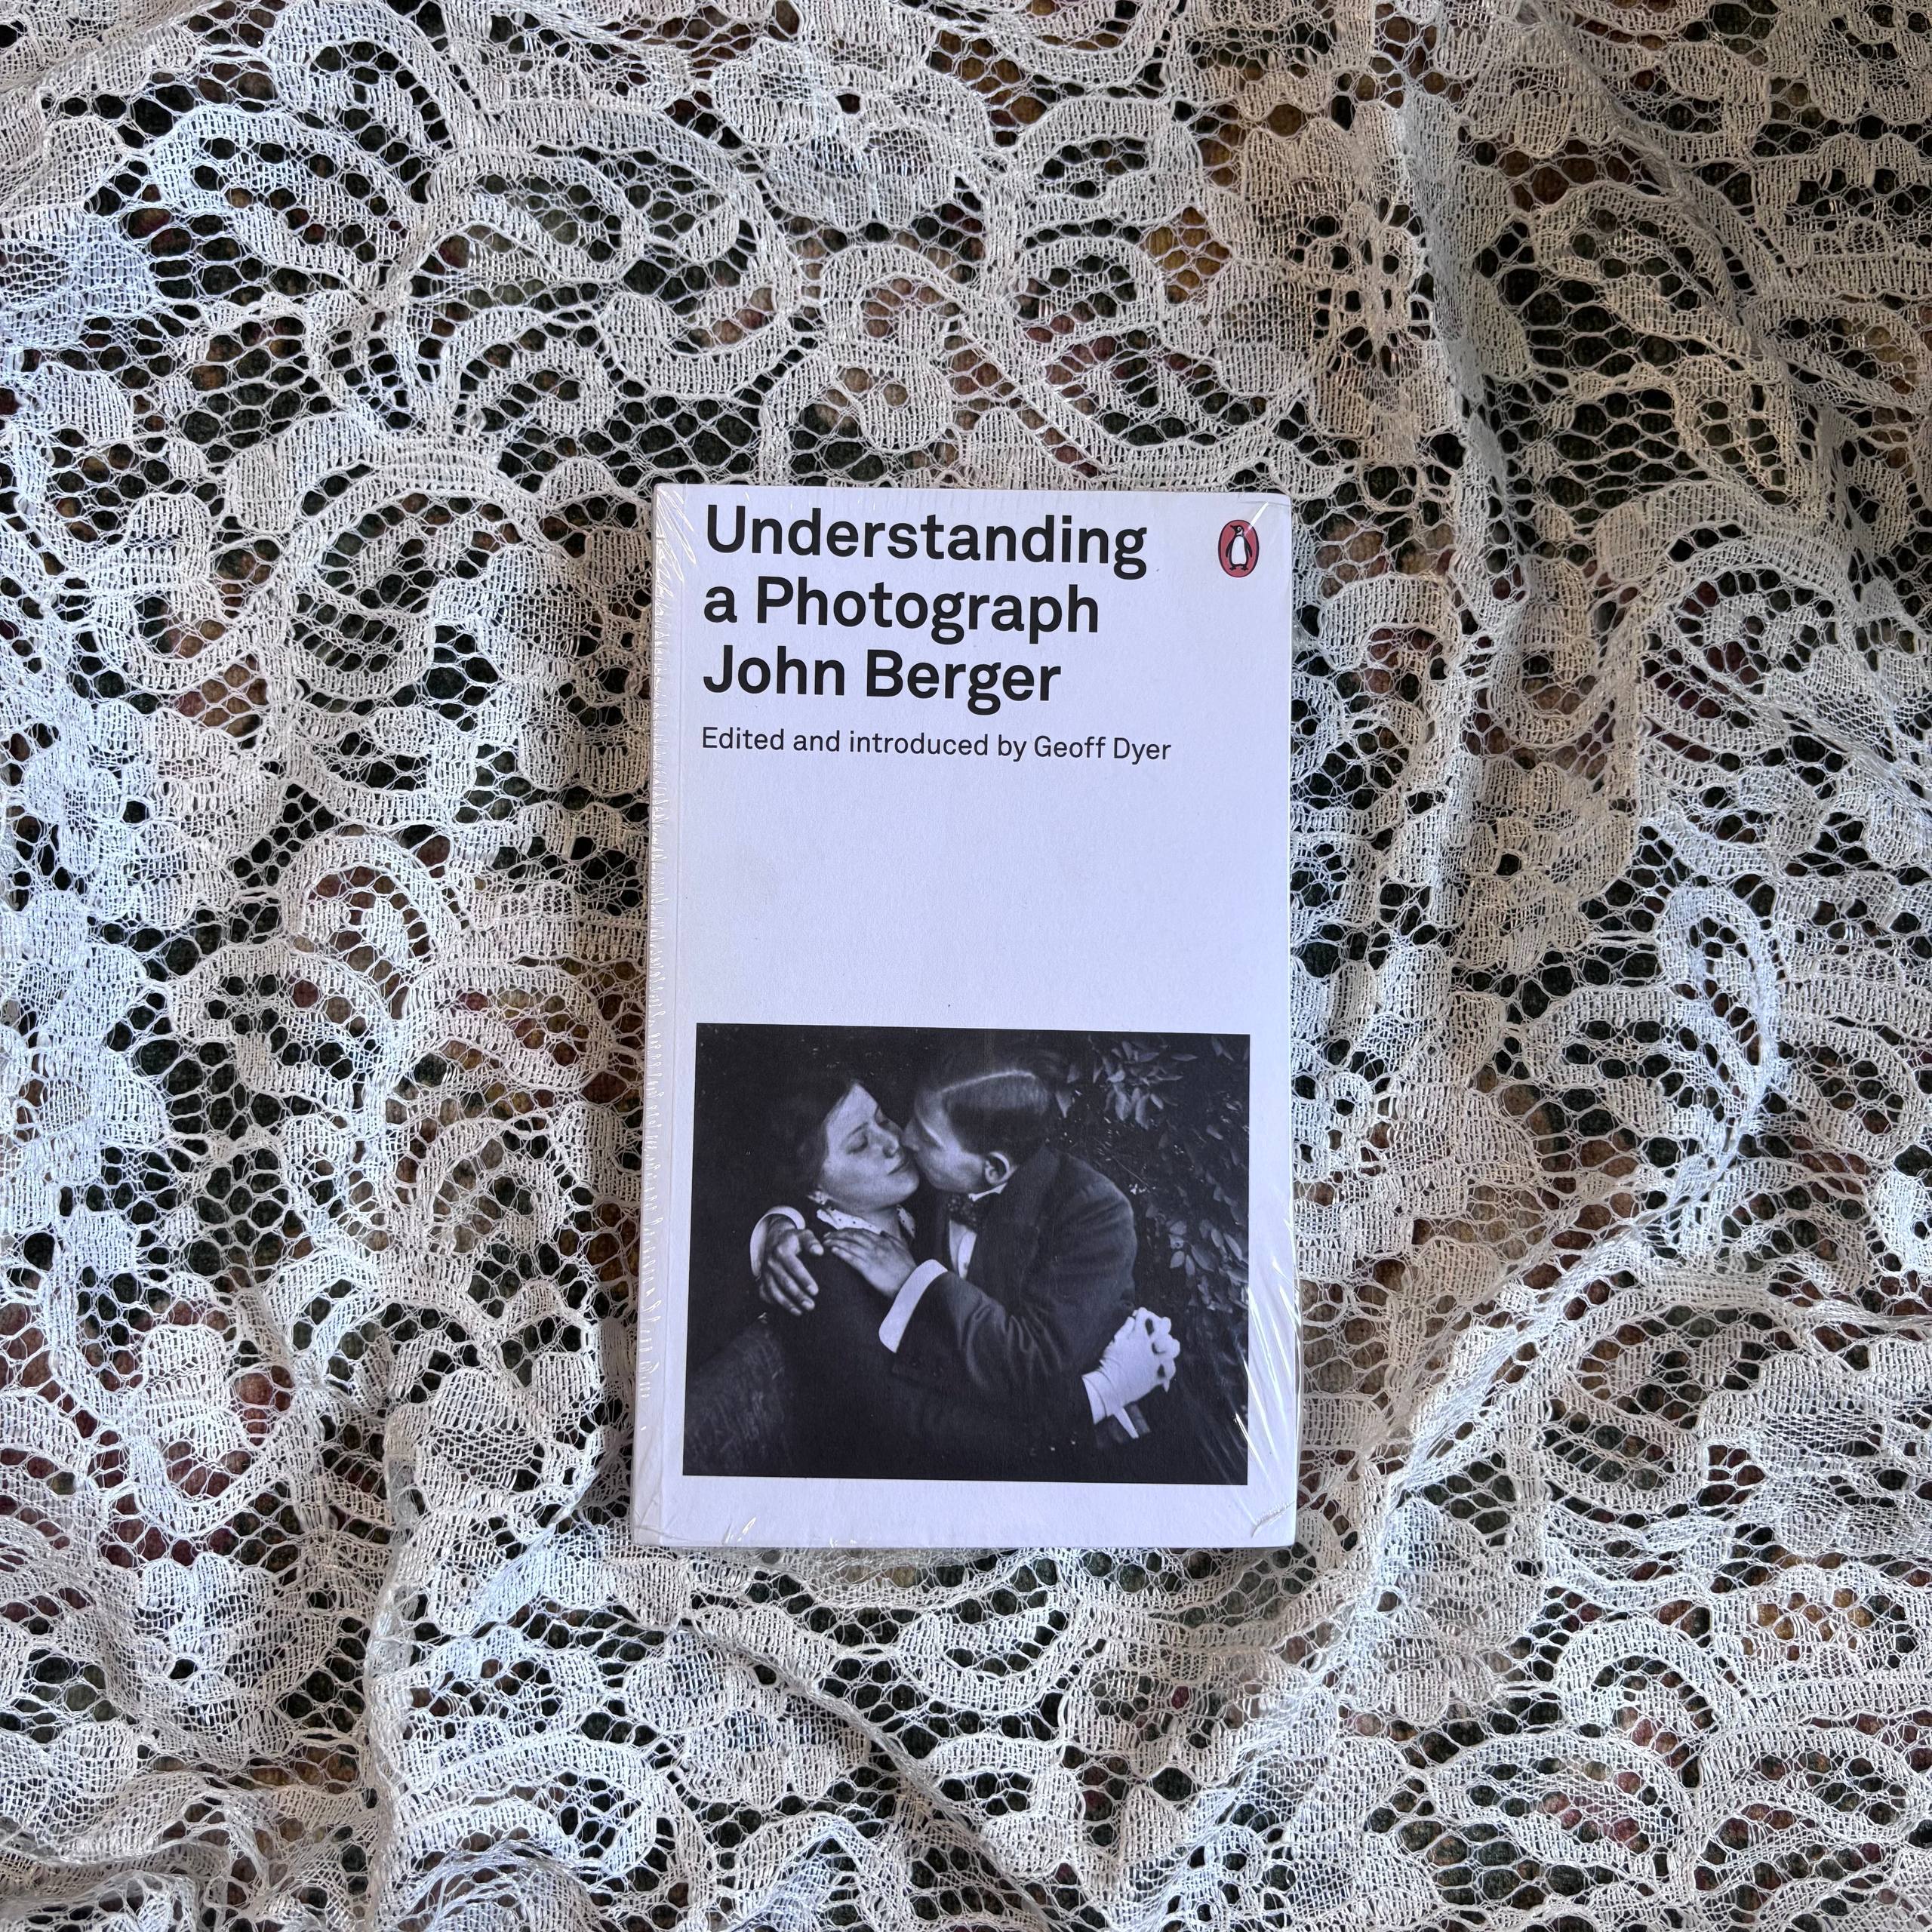 Understanding
a Photograph
John Berger
Edited and introduced by Geoff Dyer